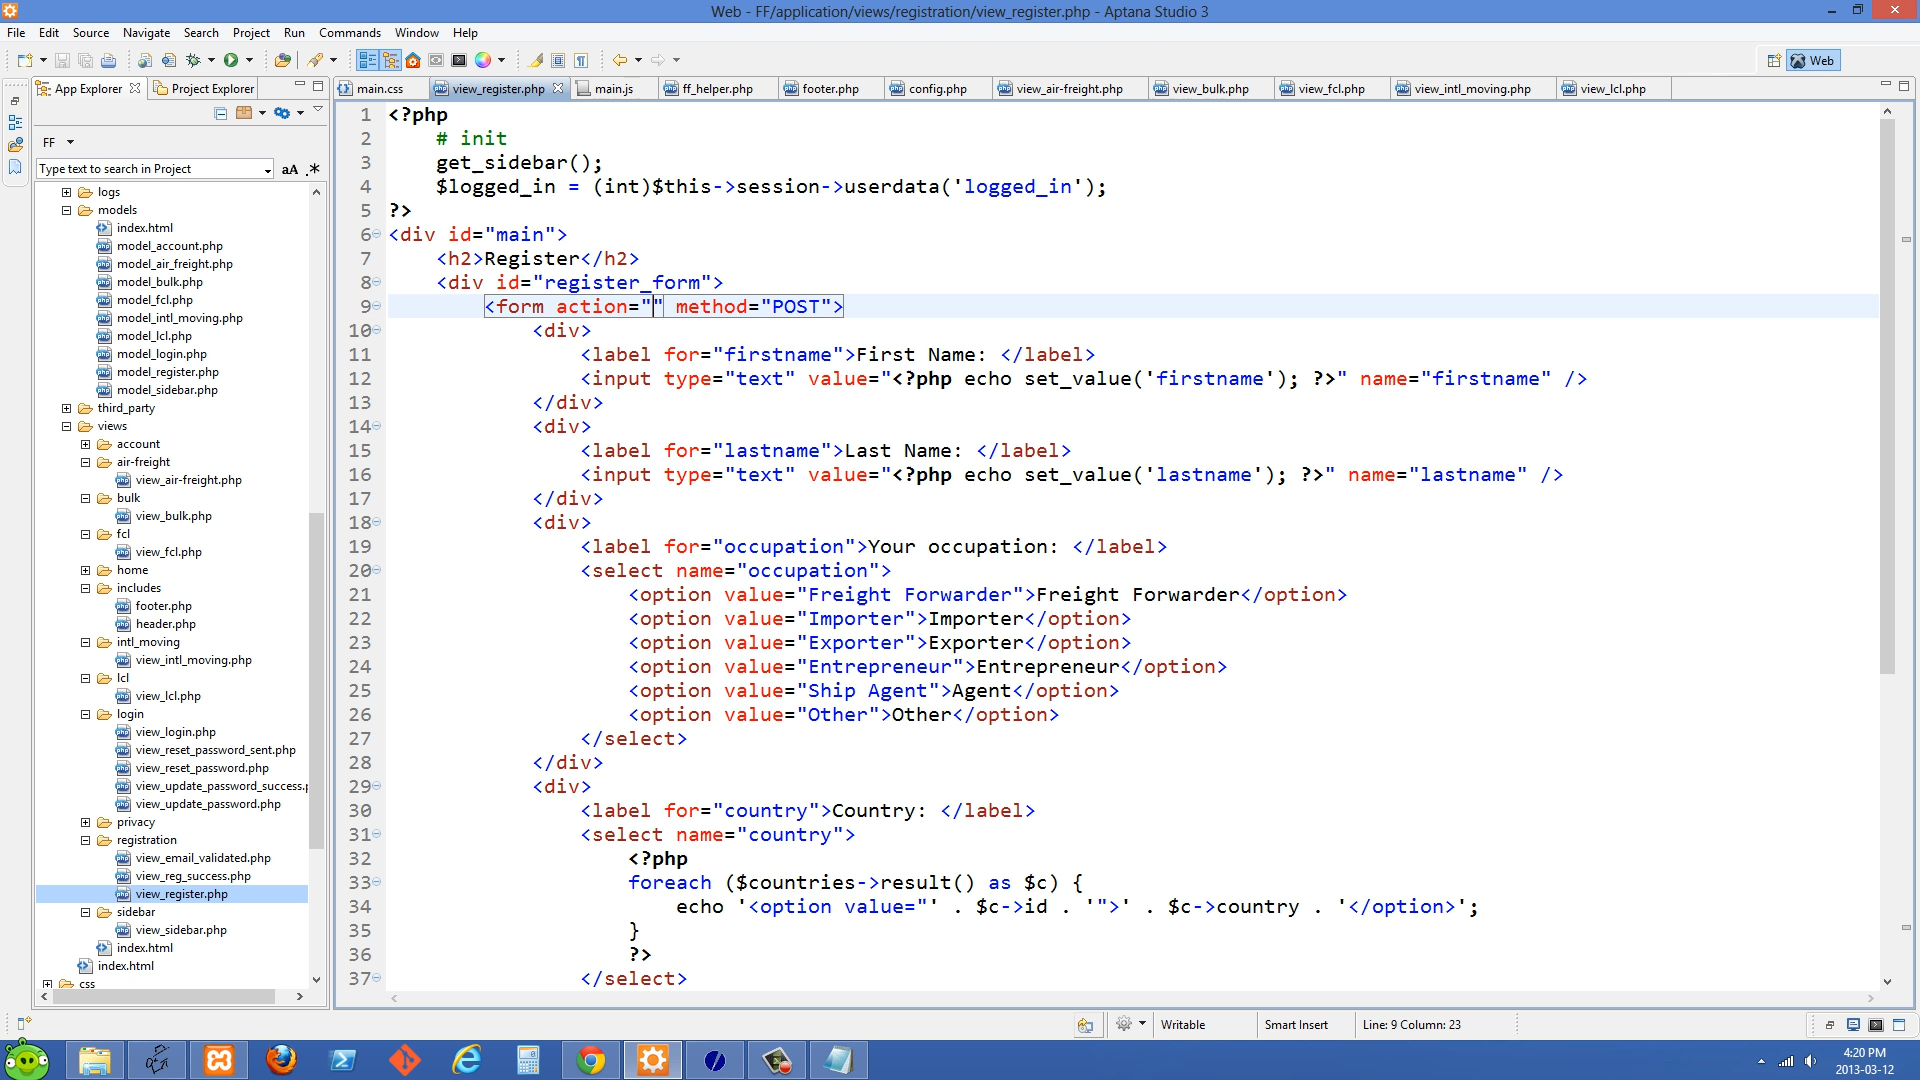 Web - FF/application/views/registration/view_register.php - Aptana Studio 3
File Edit Source Navigate Search Project Run Commands Window Help
Web
App Explorer Project Explorer
main.css view_register.php main.js ff_helper.php footer.php config.php view_air-freight.php view_bulk.php view_fcl.php view_intl_moving.php view_lcl.php
FF
Type text to search in Project aA .*
logs
models
index.html
model_account.php
model_air_freight.php
model_bulk.php
model_fcl.php
model_intl_moving.php
model_lcl.php
model_login.php
model_register.php
model_sidebar.php
third_party
views
account
air-freight
view_air-freight.php
bulk
view_bulk.php
fcl
view_fcl.php
home
includes
footer.php
header.php
intl_moving
view_intl_moving.php
lcl
view_lcl.php
login
view_login.php
view_reset_password_sent.php
view_reset_password.php
view_update_password_success.p
view_update_password.php
privacy
registration
view_email_validated.php
view_reg_success.php
view_register.php
sidebar
view_sidebar.php
index.html
index.html
css
1 <?php
2 # init
3 get_sidebar();
4 $logged_in = (int)$this->session->userdata('logged_in');
5 ?>
6 <div id="main">
7 <h2>Register</h2>
8 <div id="register_form">
9 <form action="" method="POST">
10 <div>
11 <label for="firstname">First Name: </label>
12 <input type="text" value="<?php echo set_value('firstname'); ?>" name="firstname" />
13 </div>
14 <div>
15 <label for="lastname">Last Name: </label>
16 <input type="text" value="<?php echo set_value('lastname'); ?>" name="lastname" />
17 </div>
18 <div>
19 <label for="occupation">Your occupation: </label>
20 <select name="occupation">
21 <option value="Freight Forwarder">Freight Forwarder</option>
22 <option value="Importer">Importer</option>
23 <option value="Exporter">Exporter</option>
24 <option value="Entrepreneur">Entrepreneur</option>
25 <option value="Ship Agent">Agent</option>
26 <option value="Other">Other</option>
27 </select>
28 </div>
29 <div>
30 <label for="country">Country: </label>
31 <select name="country">
32 <?php
33 foreach ($countries->result() as $c) {
34 echo '<option value="' . $c->id . '">' . $c->country . '</option>';
35 }
36 ?>
37 </select>
Writable Smart Insert Line: 9 Column: 23
4:20 PM
2013-03-12